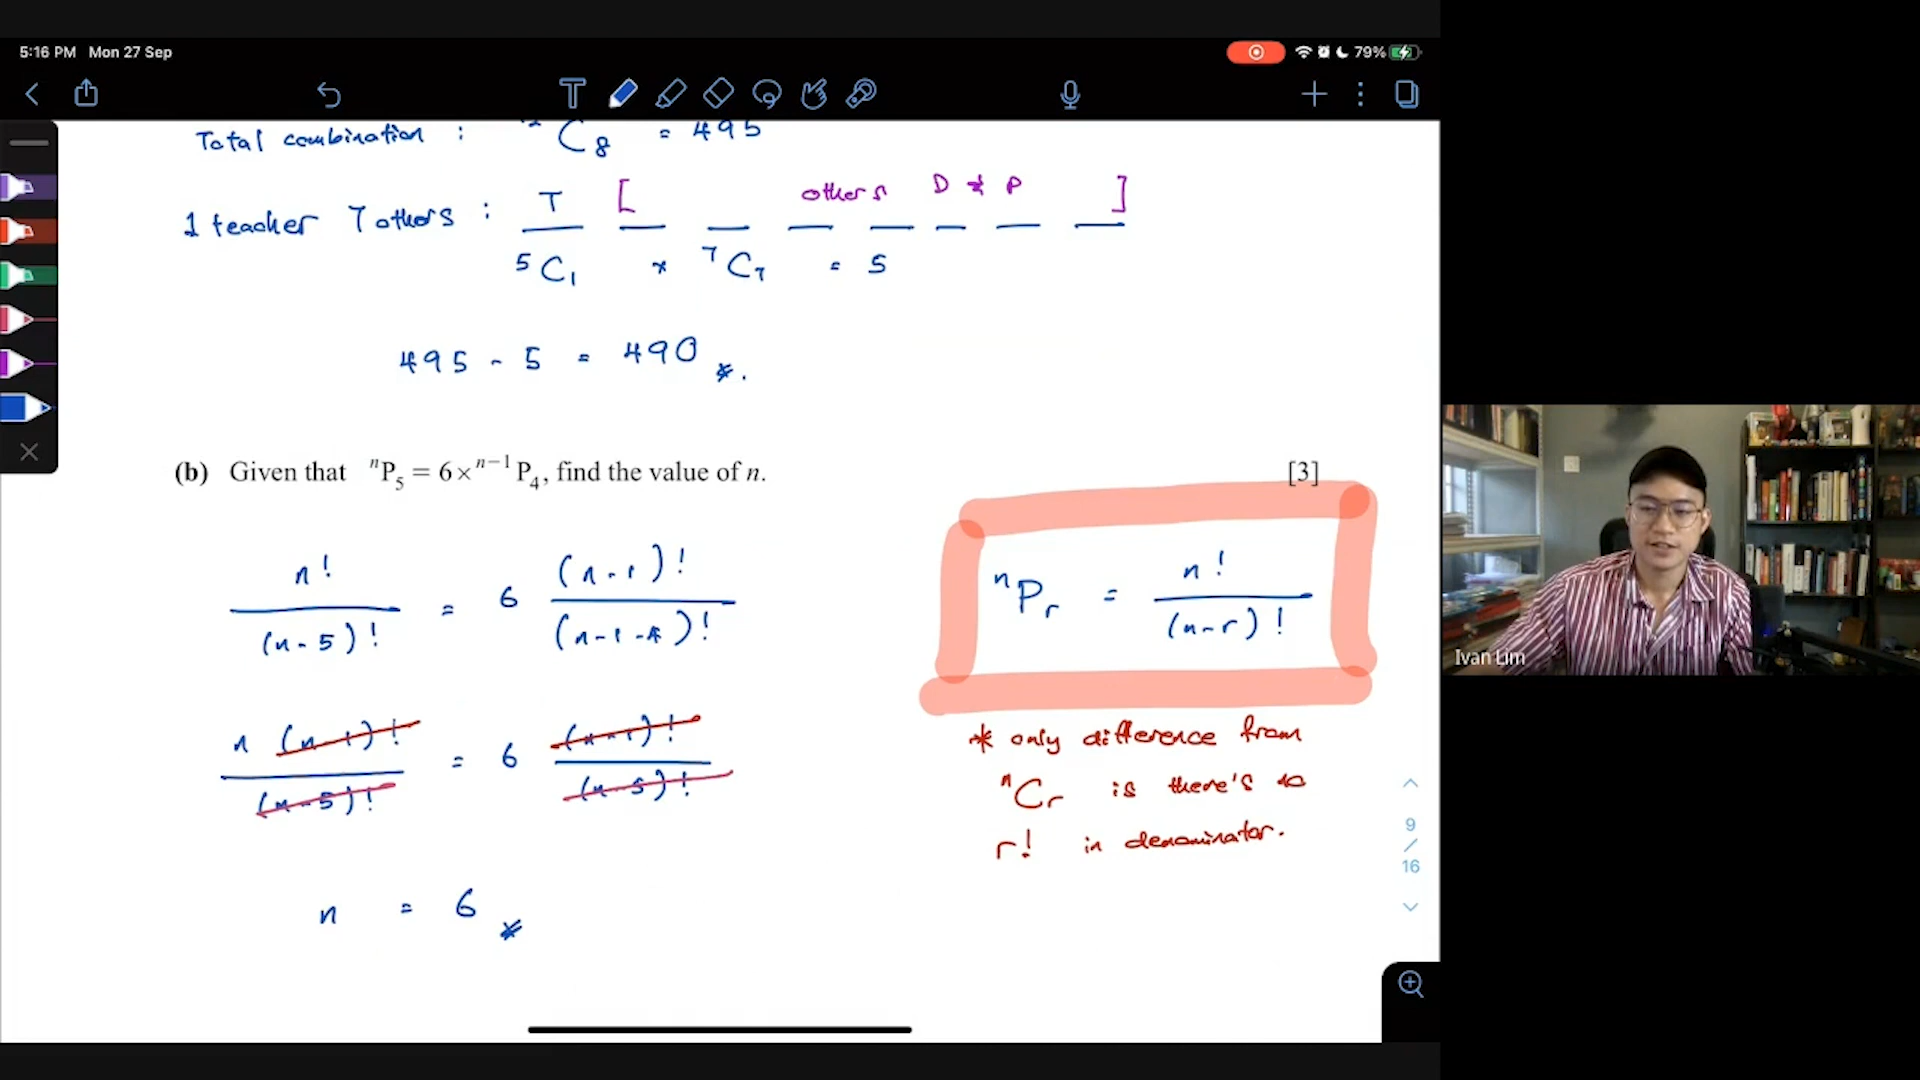 5:16 PM Mon 27 Sep
79%
Total combination : ¹²C₈ = 495
T [ others D & P ]
1 teacher 7 others :
⁵C₁ × ⁷C₇ = 5
495 - 5 = 490 *.
(b) Given that ⁿP₅ = 6 × ⁿ⁻¹P₄, find the value of n. [3]
n! / (n-5)! = 6 (n-1)! / (n-1-4)!
ⁿPᵣ = n! / (n-r)!
n (n-1)! / (n-5)! = 6 (n-1)! / (n-5)!
* only difference from
ⁿCᵣ is there's no
r! in denominator.
n = 6 *
9
/
16
Ivan Lim